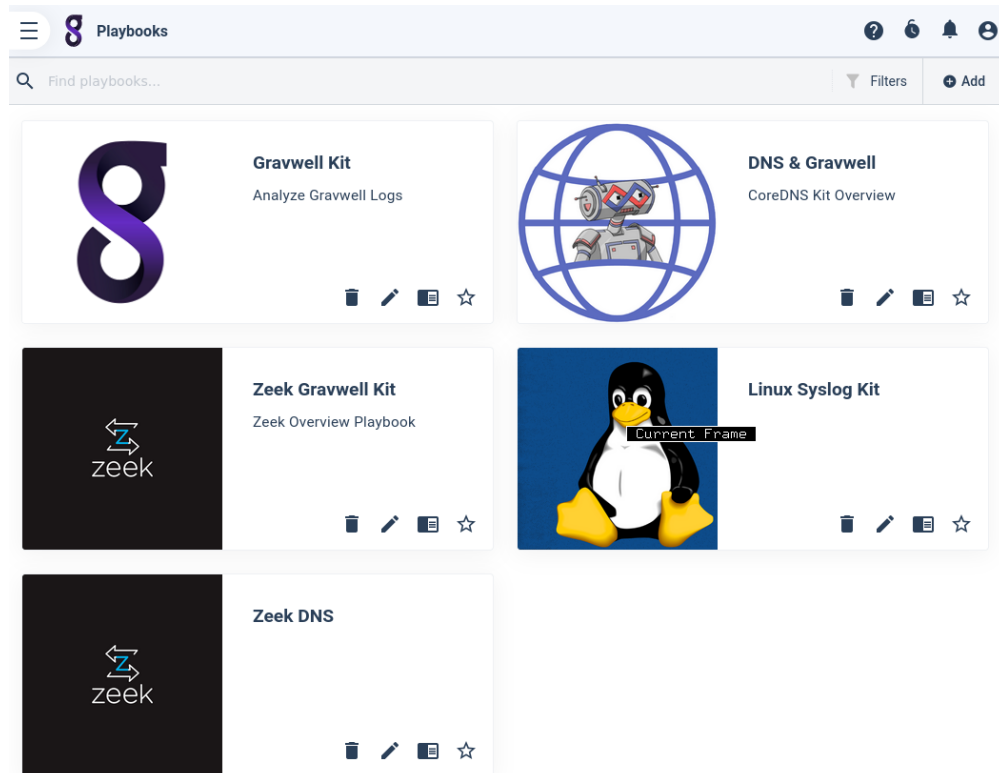 Playbooks
Find playbooks...
Filters
Add
Gravwell Kit
Analyze Gravwell Logs
DNS & Gravwell
CoreDNS Kit Overview
zeek
Zeek Gravwell Kit
Zeek Overview Playbook
Linux Syslog Kit
Current Frame
zeek
Zeek DNS